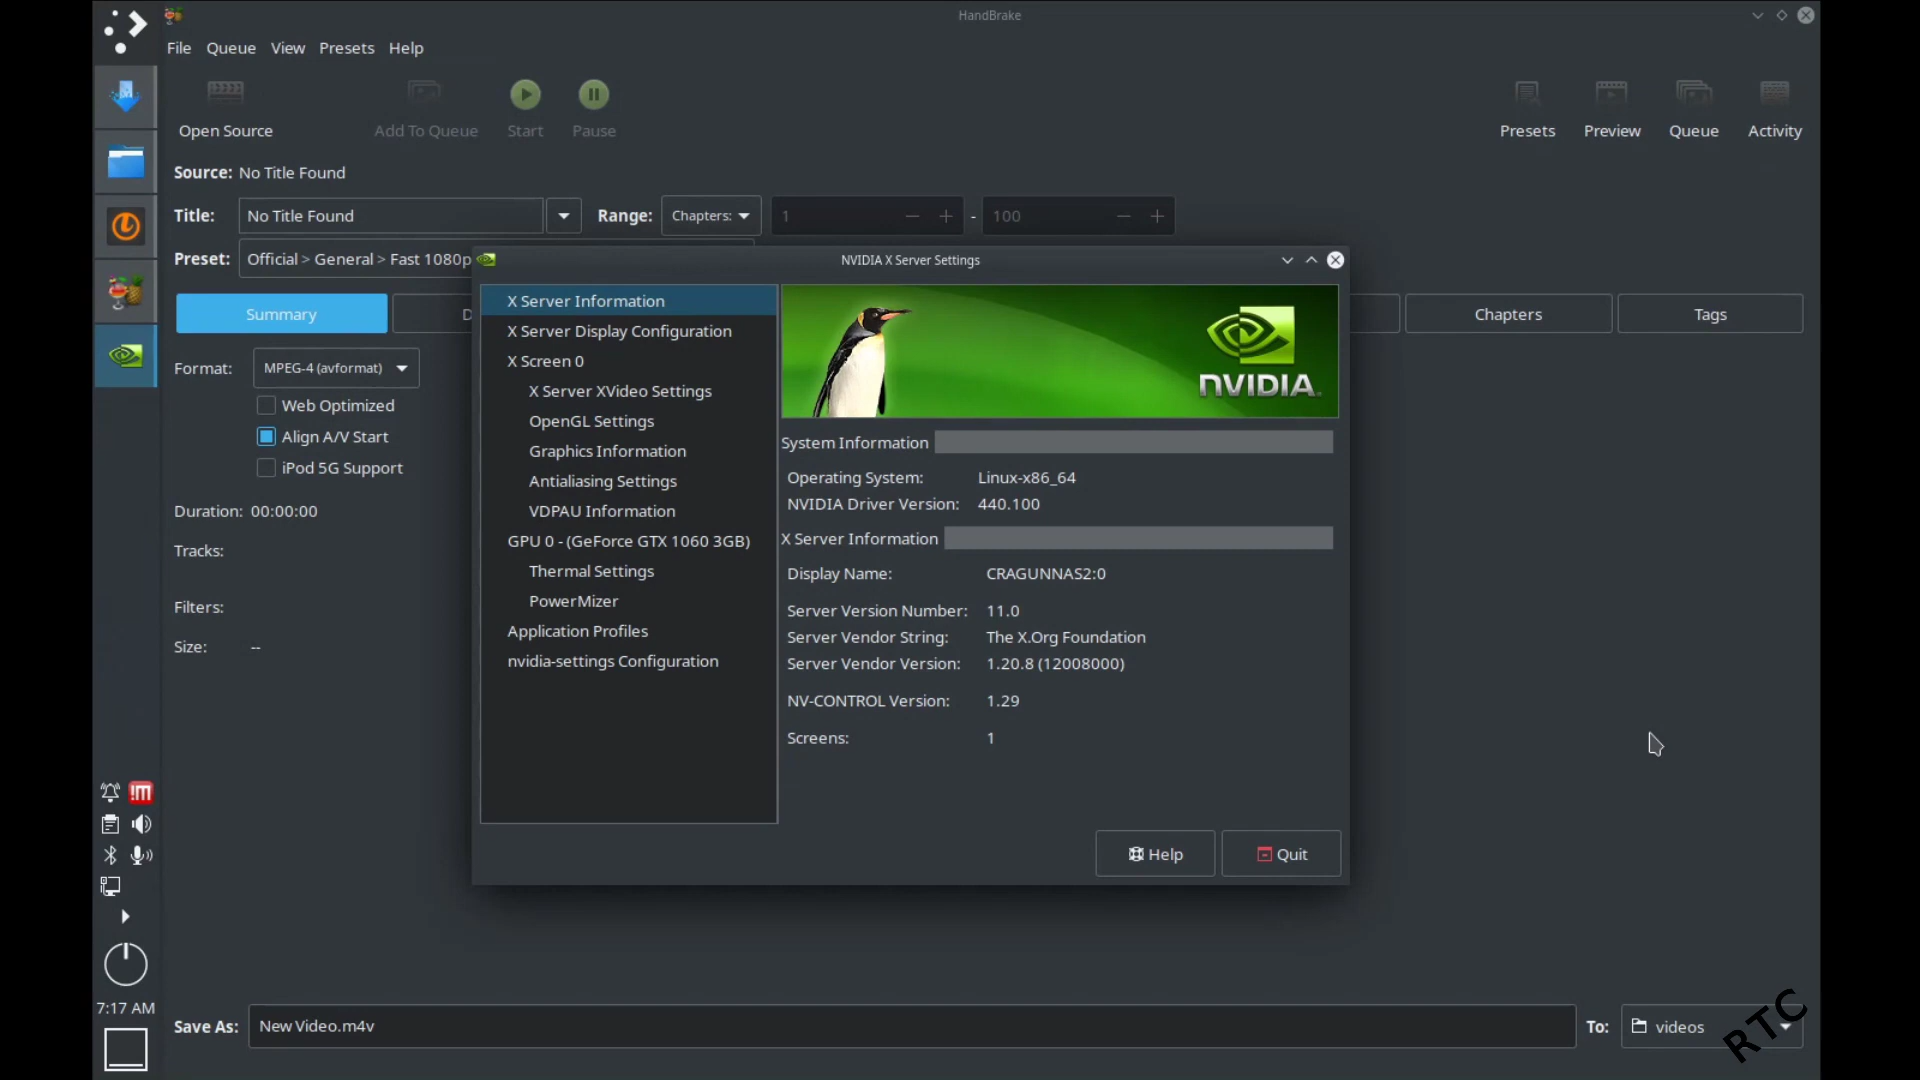 HandBrake
File Queue View Presets Help
Open Source Add To Queue Start Pause Presets Preview Queue Activity
Source: No Title Found
Title: No Title Found Range: Chapters: 1 - 100
Preset: Official > General > Fast 1080p
NVIDIA X Server Settings
Summary D Chapters Tags
Format: MPEG-4 (avformat)
Web Optimized
Align A/V Start
iPod 5G Support
Duration: 00:00:00
Tracks:
Filters:
Size: --
X Server Information
X Server Display Configuration
X Screen 0
X Server XVideo Settings
OpenGL Settings
Graphics Information
Antialiasing Settings
VDPAU Information
GPU 0 - (GeForce GTX 1060 3GB)
Thermal Settings
PowerMizer
Application Profiles
nvidia-settings Configuration
NVIDIA.
System Information
Operating System: Linux-x86_64
NVIDIA Driver Version: 440.100
X Server Information
Display Name: CRAGUNNAS2:0
Server Version Number: 11.0
Server Vendor String: The X.Org Foundation
Server Vendor Version: 1.20.8 (12008000)
NV-CONTROL Version: 1.29
Screens: 1
Help Quit
7:17 AM
Save As: New Video.m4v To: videos
RTC